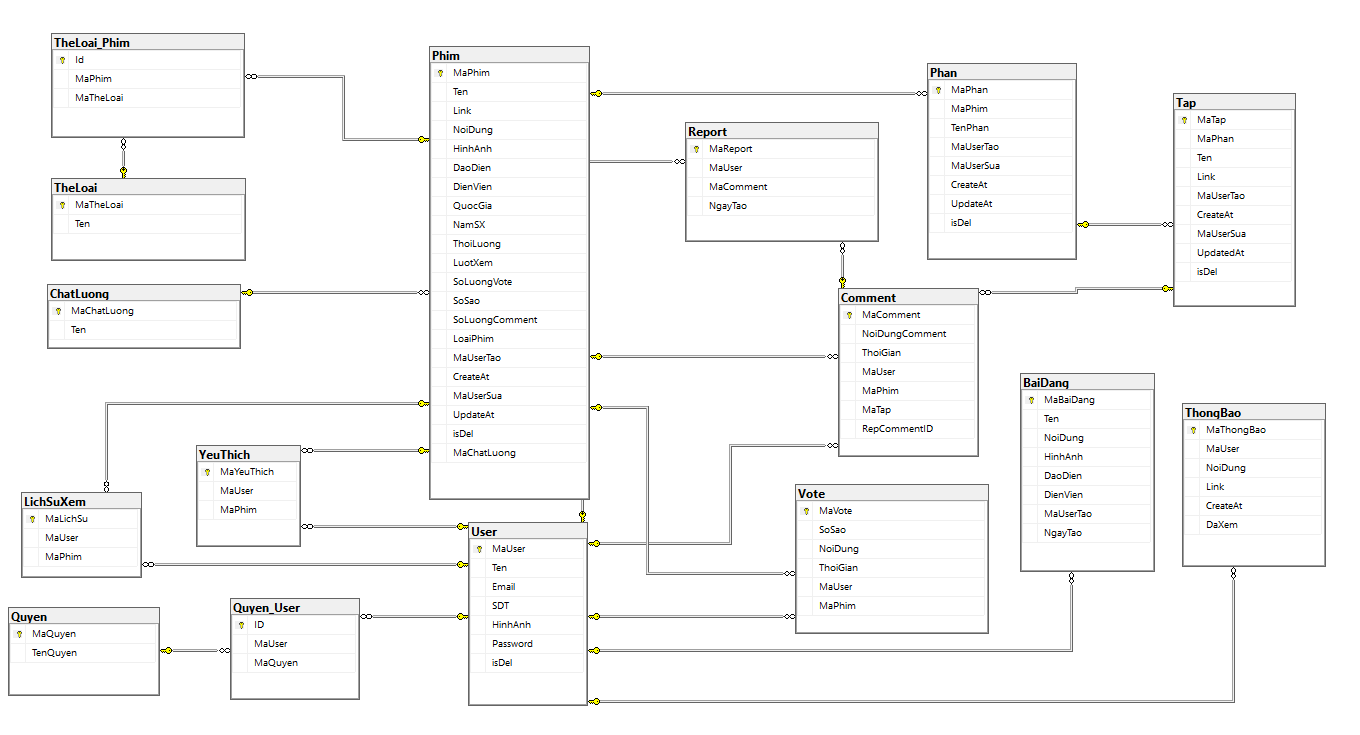 TheLoai_Phim
Id
MaPhim
MaTheLoai
TheLoai
MaTheLoai
Ten
ChatLuong
MaChatLuong
Ten
Phim
MaPhim
Ten
Link
NoiDung
HinhAnh
DaoDien
DienVien
QuocGia
NamSX
ThoiLuong
LuotXem
SoLuongVote
SoSao
SoLuongComment
LoaiPhim
MaUserTao
CreateAt
MaUserSua
UpdateAt
isDel
MaChatLuong
Report
MaReport
MaUser
MaComment
NgayTao
Phan
MaPhan
MaPhim
TenPhan
MaUserTao
MaUserSua
CreateAt
UpdateAt
isDel
Tap
MaTap
MaPhan
Ten
Link
MaUserTao
CreateAt
MaUserSua
UpdatedAt
isDel
Comment
MaComment
NoiDungComment
ThoiGian
MaUser
MaPhim
MaTap
RepCommentID
BaiDang
MaBaiDang
Ten
NoiDung
HinhAnh
DaoDien
DienVien
MaUserTao
NgayTao
ThongBao
MaThongBao
MaUser
NoiDung
Link
CreateAt
DaXem
YeuThich
MaYeuThich
MaUser
MaPhim
LichSuXem
MaLichSu
MaUser
MaPhim
Vote
MaVote
SoSao
NoiDung
ThoiGian
MaUser
MaPhim
User
MaUser
Ten
Email
SDT
HinhAnh
Password
isDel
Quyen_User
ID
MaUser
MaQuyen
Quyen
MaQuyen
TenQuyen